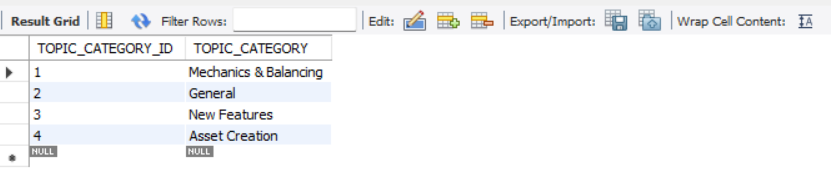 Result Grid Filter Rows: Edit: Export/Import: Wrap Cell Content: IA
TOPIC_CATEGORY_ID TOPIC_CATEGORY
1 Mechanics & Balancing
2 General
3 New Features
4 Asset Creation
NULL NULL